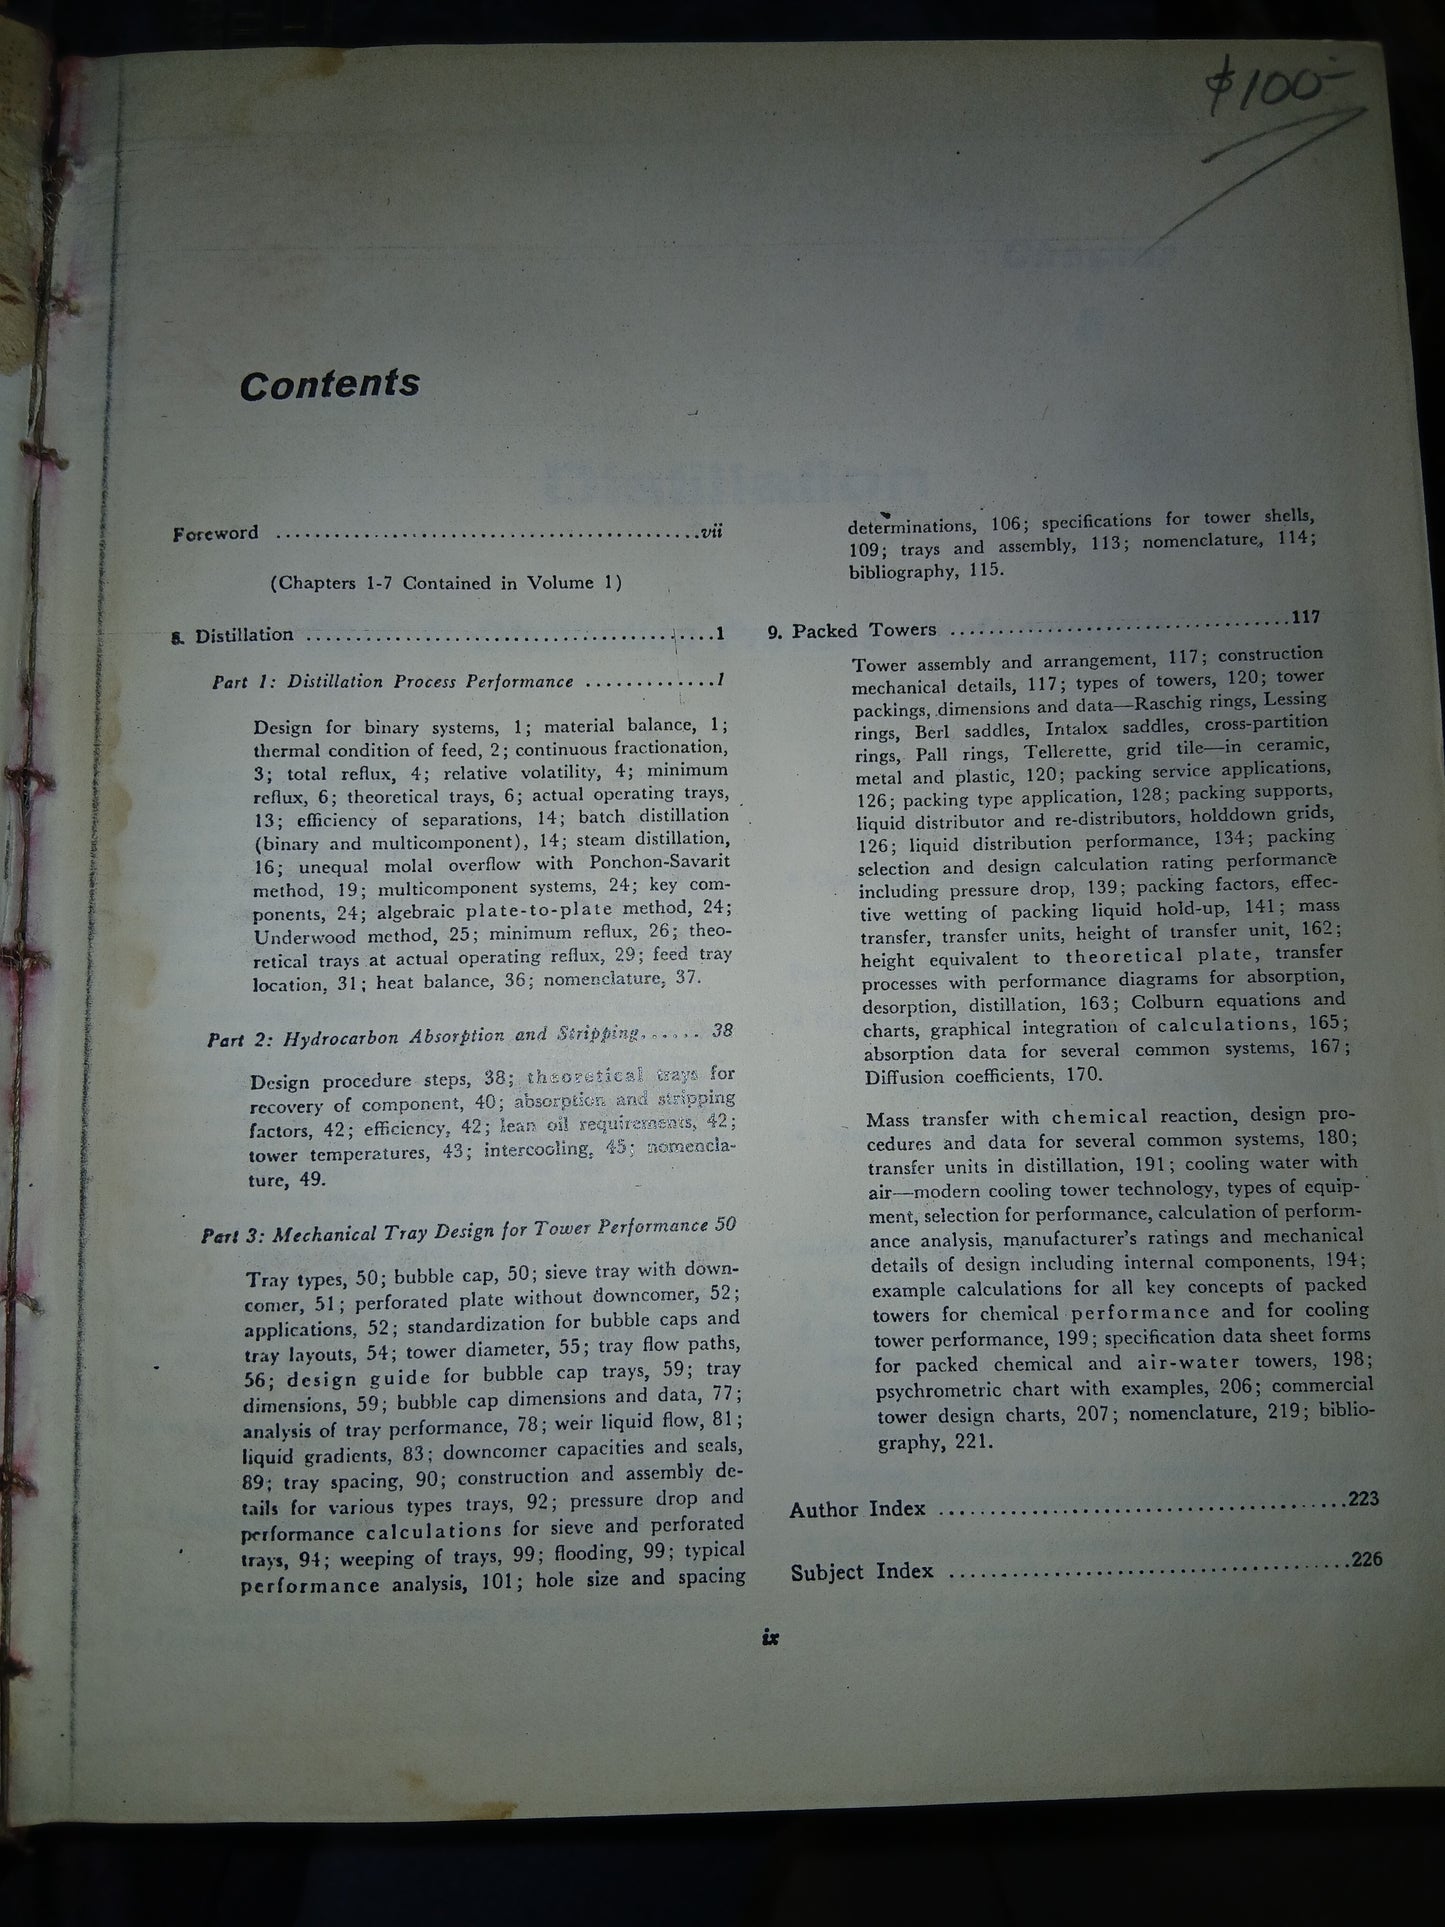 $100-
Contents
Foreword ..............................................vii
(Chapters 1-7 Contained in Volume 1)
8. Distillation ..........................................1
Part 1: Distillation Process Performance .............1
Design for binary systems, 1; material balance, 1;
thermal condition of feed, 2; continuous fractionation,
3; total reflux, 4; relative volatility, 4; minimum
reflux, 6; theoretical trays, 6; actual operating trays,
13; efficiency of separations, 14; batch distillation
(binary and multicomponent), 14; steam distillation,
16; unequal molal overflow with Ponchon-Savarit
method, 19; multicomponent systems, 24; key com-
ponents, 24; algebraic plate-to-plate method, 24;
Underwood method, 25; minimum reflux, 26; theo-
retical trays at actual operating reflux, 29; feed tray
location, 31; heat balance, 36; nomenclature, 37.
Part 2: Hydrocarbon Absorption and Stripping...... 38
Design procedure steps, 38; theoretical trays for
recovery of component, 40; absorption and stripping
factors, 42; efficiency, 42; lean oil requirements, 42;
tower temperatures, 43; intercooling, 45; nomencla-
ture, 49.
Part 3: Mechanical Tray Design for Tower Performance 50
Tray types, 50; bubble cap, 50; sieve tray with down-
comer, 51; perforated plate without downcomer, 52;
applications, 52; standardization for bubble caps and
tray layouts, 54; tower diameter, 55; tray flow paths,
56; design guide for bubble cap trays, 59; tray
dimensions, 59; bubble cap dimensions and data, 77;
analysis of tray performance, 78; weir liquid flow, 81;
liquid gradients, 83; downcomer capacities and seals,
89; tray spacing, 90; construction and assembly de-
tails for various types trays, 92; pressure drop and
performance calculations for sieve and perforated
trays, 94; weeping of trays, 99; flooding, 99; typical
performance analysis, 101; hole size and spacing
determinations, 106; specifications for tower shells,
109; trays and assembly, 113; nomenclature, 114;
bibliography, 115.
9. Packed Towers ...................................117
Tower assembly and arrangement, 117; construction
mechanical details, 117; types of towers, 120; tower
packings, dimensions and data—Raschig rings, Lessing
rings, Berl saddles, Intalox saddles, cross-partition
rings, Pall rings, Tellerette, grid tile—in ceramic,
metal and plastic, 120; packing service applications,
126; packing type application, 128; packing supports,
liquid distributor and re-distributors, holddown grids,
126; liquid distribution performance, 134; packing
selection and design calculation rating performance
including pressure drop, 139; packing factors, effec-
tive wetting of packing liquid hold-up, 141; mass
transfer, transfer units, height of transfer unit, 162;
height equivalent to theoretical plate, transfer
processes with performance diagrams for absorption,
desorption, distillation, 163; Colburn equations and
charts, graphical integration of calculations, 165;
absorption data for several common systems, 167;
Diffusion coefficients, 170.
Mass transfer with chemical reaction, design pro-
cedures and data for several common systems, 180;
transfer units in distillation, 191; cooling water with
air—modern cooling tower technology, types of equip-
ment, selection for performance, calculation of perform-
ance analysis, manufacturer's ratings and mechanical
details of design including internal components, 194;
example calculations for all key concepts of packed
towers for chemical performance and for cooling
tower performance, 199; specification data sheet forms
for packed chemical and air-water towers, 198;
psychrometric chart with examples, 206; commercial
tower design charts, 207; nomenclature, 219; biblio-
graphy, 221.
Author Index ..........................................223
Subject Index .........................................226
ix